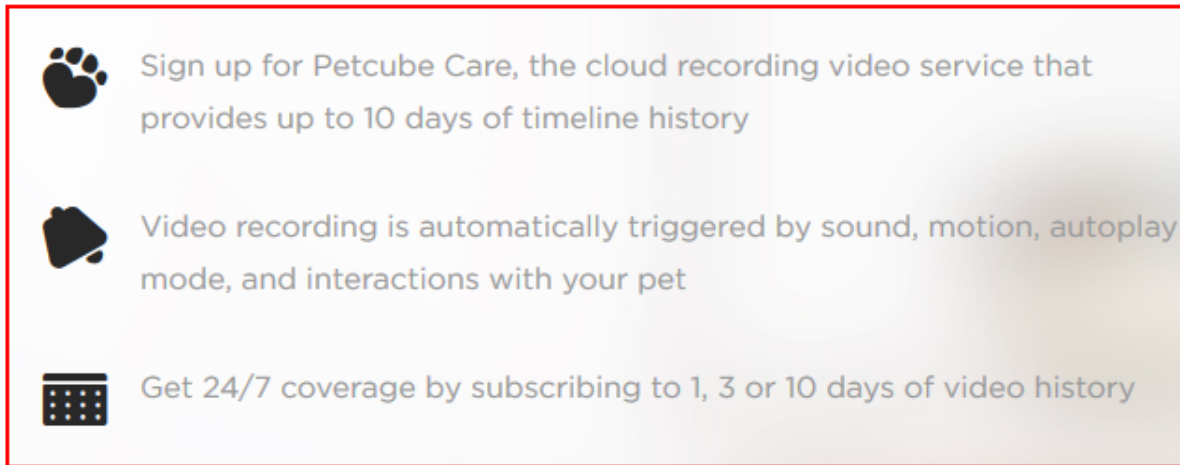 Sign up for Petcube Care, the cloud recording video service that
provides up to 10 days of timeline history
Video recording is automatically triggered by sound, motion, autoplay
mode, and interactions with your pet
Get 24/7 coverage by subscribing to 1, 3 or 10 days of video history